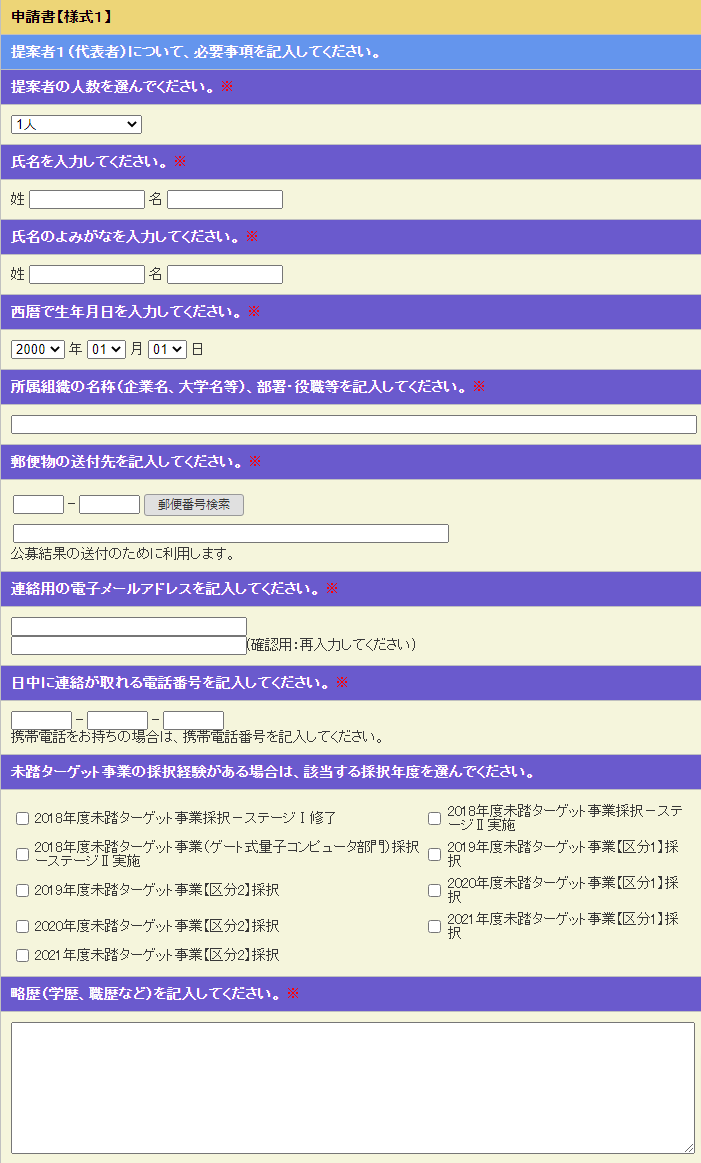 申請書【様式1】
提案者1(代表者)について、必要事項を記入してください。
提案者の人数を選んでください。 ※
1人
氏名を入力してください。 ※
姓 名
氏名のよみがなを入力してください。 ※
姓 名
西暦で生年月日を入力してください。 ※
2000 年 01 月 01 日
所属組織の名称(企業名、大学名等)、部署・役職等を記入してください。 ※
郵便物の送付先を記入してください。 ※
- 郵便番号検索
公募結果の送付のために利用します。
連絡用の電子メールアドレスを記入してください。 ※
(確認用:再入力してください)
日中に連絡が取れる電話番号を記入してください。 ※
- -
携帯電話をお持ちの場合は、携帯電話番号を記入してください。
未踏ターゲット事業の採択経験がある場合は、該当する採択年度を選んでください。
2018年度未踏ターゲット事業採択-ステージⅠ修了
2018年度未踏ターゲット事業採択-ステ
ージⅡ実施
2018年度未踏ターゲット事業(ゲート式量子コンピュータ部門)採択
-ステージⅡ実施
2019年度未踏ターゲット事業【区分1】採
択
2019年度未踏ターゲット事業【区分2】採択
2020年度未踏ターゲット事業【区分1】採
択
2020年度未踏ターゲット事業【区分2】採択
2021年度未踏ターゲット事業【区分1】採
択
2021年度未踏ターゲット事業【区分2】採択
略歴(学歴、職歴など)を記入してください。 ※